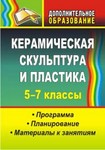 ДОПОЛНИТЕЛЬНОЕ
ОБРАЗОВАНИЕ
КЕРАМИЧЕСКАЯ
СКУЛЬПТУРА
И ПЛАСТИКА
5-7 классы
• Программа
• Планирование
• Материалы к занятиям